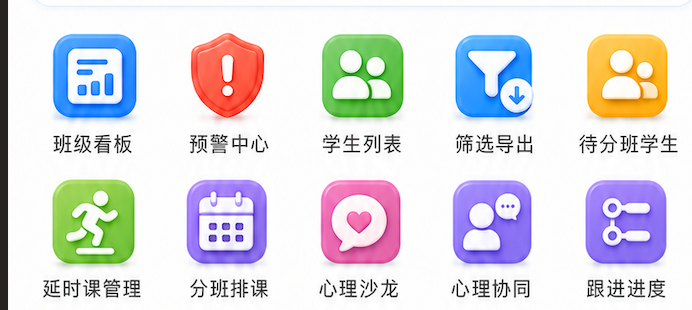 班级看板
预警中心
学生列表
筛选导出
待分班学生
延时课管理
分班排课
心理沙龙
心理协同
跟进进度